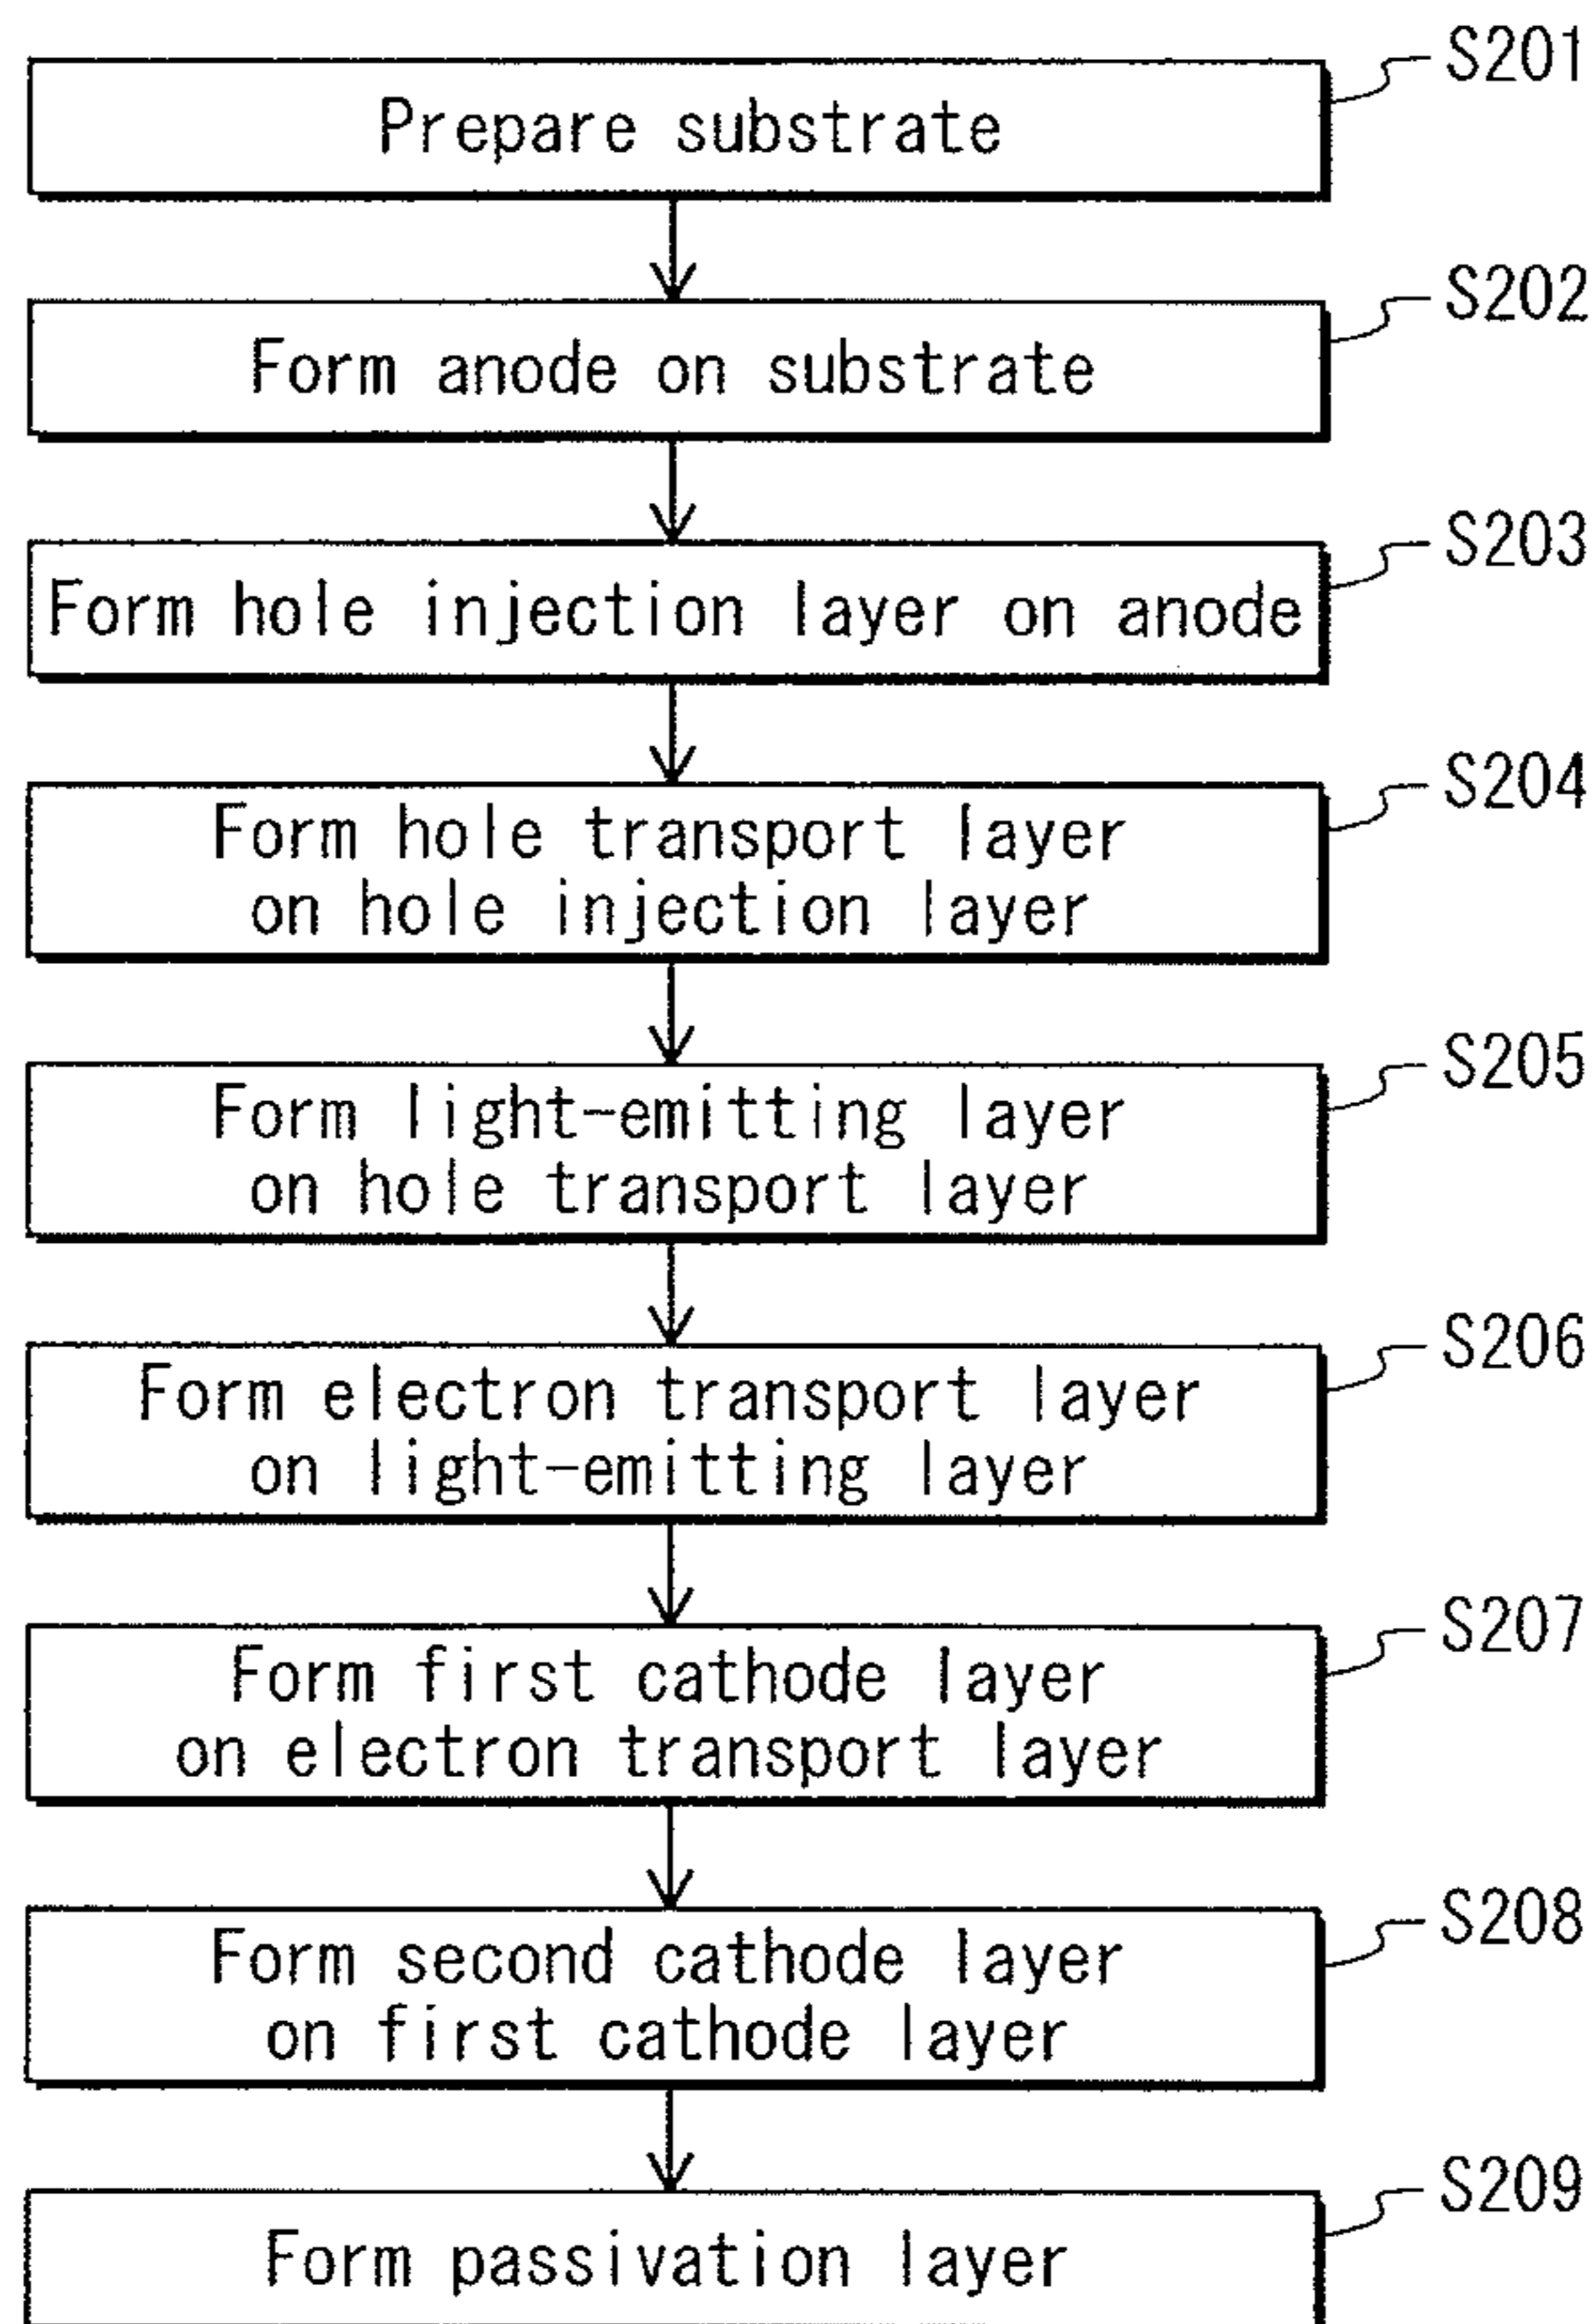 S201
Prepare substrate
S202
Form anode on substrate
S203
Form hole injection layer on anode
S204
Form hole transport layer
on hole injection layer
S205
Form light-emitting layer
on hole transport layer
S206
Form electron transport layer
on light-emitting layer
S207
Form first cathode layer
on electron transport layer
S208
Form second cathode layer
on first cathode layer
S209
Form passivation layer